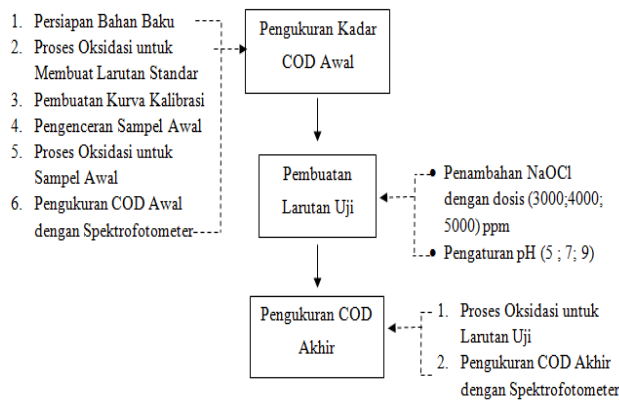 1. Persiapan Bahan Baku
2. Proses Oksidasi untuk
Membuat Larutan Standar
3. Pembuatan Kurva Kalibrasi
4. Pengenceran Sampel Awal
5. Proses Oksidasi untuk
Sampel Awal
6. Pengukuran COD Awal
dengan Spektrofotometer
Pengukuran Kadar
COD Awal
Pembuatan
Larutan Uji
• Penambahan NaOCl
dengan dosis (3000;4000;
5000) ppm
• Pengaturan pH (5 ; 7; 9)
Pengukuran COD
Akhir
1. Proses Oksidasi untuk
Larutan Uji
2. Pengukuran COD Akhir
dengan Spektrofotometer